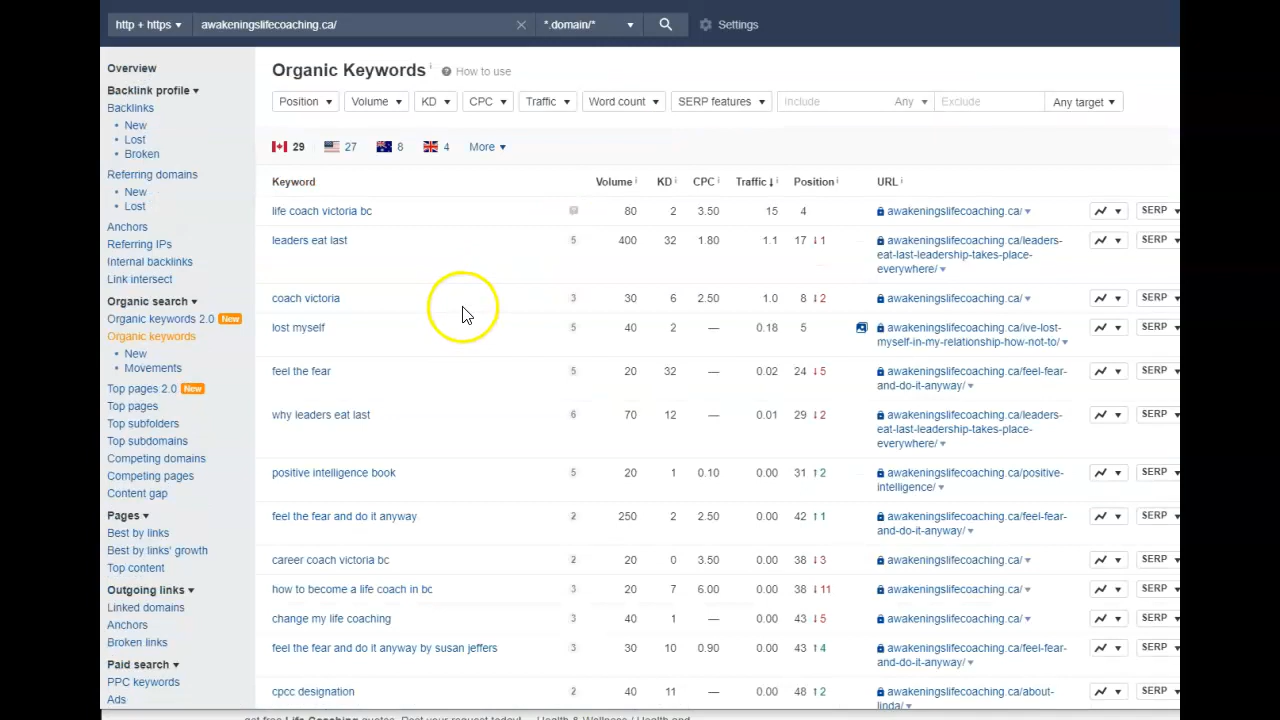 http + https awakeningslifecoaching.ca/ *.domain/* Settings
Overview
Backlink profile
Backlinks
New
Lost
Broken
Referring domains
New
Lost
Anchors
Referring IPs
Internal backlinks
Link intersect
Organic search
Organic keywords 2.0 New
Organic keywords
New
Movements
Top pages 2.0 New
Top pages
Top subfolders
Top subdomains
Competing domains
Competing pages
Content gap
Pages
Best by links
Best by links' growth
Top content
Outgoing links
Linked domains
Anchors
Broken links
Paid search
PPC keywords
Ads
Organic Keywords i ? How to use
Position Volume KD CPC Traffic Word count SERP features Include Any Exclude Any target
29 27 8 4 More
Keyword Volume i KD i CPC i Traffic i Position i URL i
life coach victoria bc 80 2 3.50 15 4 awakeningslifecoaching.ca/ SERP
leaders eat last 5 400 32 1.80 1.1 17 ↓1 awakeningslifecoaching.ca/leaders- SERP
eat-last-leadership-takes-place-
everywhere/
coach victoria 3 30 6 2.50 1.0 8 ↓2 awakeningslifecoaching.ca/ SERP
lost myself 5 40 2 — 0.18 5 awakeningslifecoaching.ca/ive-lost- SERP
myself-in-my-relationship-how-not-to/
feel the fear 5 20 32 — 0.02 24 ↓5 awakeningslifecoaching.ca/feel-fear- SERP
and-do-it-anyway/
why leaders eat last 6 70 12 — 0.01 29 ↓2 awakeningslifecoaching.ca/leaders- SERP
eat-last-leadership-takes-place-
everywhere/
positive intelligence book 5 20 1 0.10 0.00 31 ↑2 awakeningslifecoaching.ca/positive- SERP
intelligence/
feel the fear and do it anyway 2 250 2 2.50 0.00 42 ↑1 awakeningslifecoaching.ca/feel-fear- SERP
and-do-it-anyway/
career coach victoria bc 2 20 0 3.50 0.00 38 ↓3 awakeningslifecoaching.ca/ SERP
how to become a life coach in bc 3 20 7 6.00 0.00 38 ↓11 awakeningslifecoaching.ca/ SERP
change my life coaching 3 40 1 — 0.00 43 ↓5 awakeningslifecoaching.ca/ SERP
feel the fear and do it anyway by susan jeffers 3 30 10 0.90 0.00 43 ↑4 awakeningslifecoaching.ca/feel-fear- SERP
and-do-it-anyway/
cpcc designation 2 40 11 — 0.00 48 ↑2 awakeningslifecoaching.ca/about- SERP
linda/
get free Life Coaching quotes. Post your request today! Health & Wellness / Health and